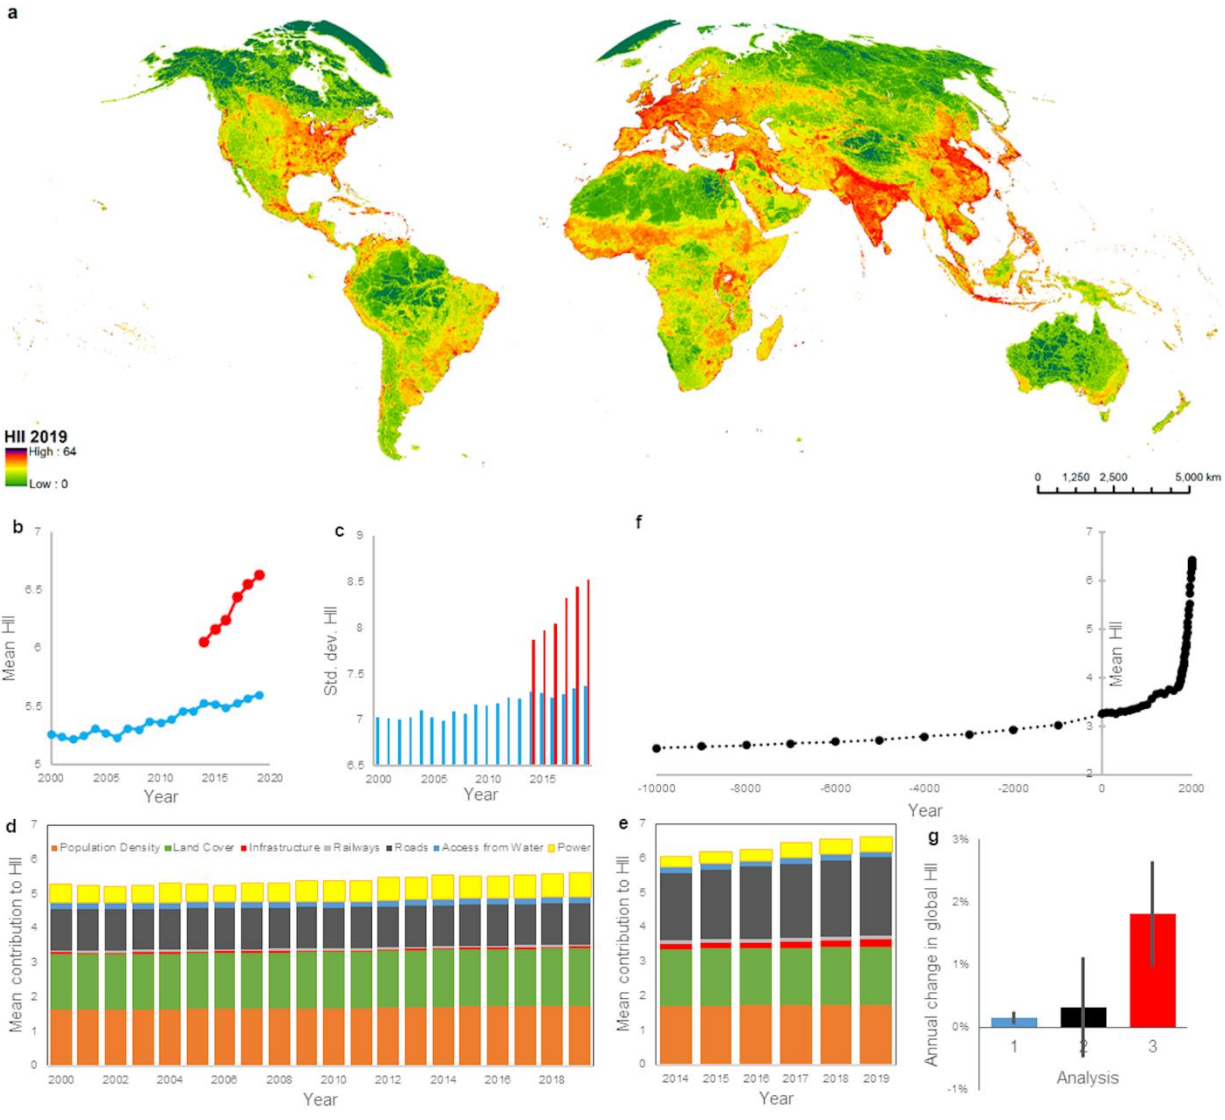 a
HII 2019
High : 64
Low : 0
0 1,250 2,500 5,000 km
b
7
6.5
6
5.5
5
Mean HII
2000 2005 2010 2015 2020
Year
c
9
8.5
8
7.5
7
6.5
Std. dev. HII
2000 2005 2010 2015
Year
f
7
6
5
4
3
2
Mean HII
-10000 -8000 -6000 -4000 -2000 0 2000
Year
d
7
6
5
4
3
2
1
0
Mean contribution to HII
Population Density Land Cover Infrastructure Railways Roads Access from Water Power
2000 2002 2004 2006 2008 2010 2012 2014 2016 2018
Year
e
7
6
5
4
3
2
1
0
Mean contribution to HII
2014 2015 2016 2017 2018 2019
Year
g
3%
2%
1%
0%
-1%
Annual change in global HII
1 2 3
Analysis